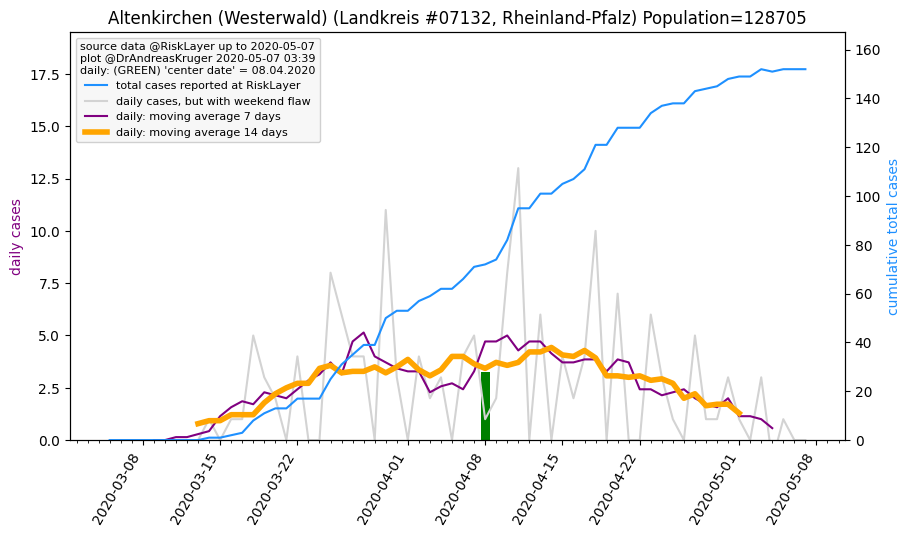 Altenkirchen (Westerwald) (Landkreis #07132, Rheinland-Pfalz) Population=128705
source data @RiskLayer up to 2020-05-07
plot @DrAndreasKruger 2020-05-07 03:39
daily: (GREEN) 'center date' = 08.04.2020
total cases reported at RiskLayer
daily cases, but with weekend flaw
daily: moving average 7 days
daily: moving average 14 days
daily cases
17.5
15.0
12.5
10.0
7.5
5.0
2.5
0.0
cumulative total cases
160
140
120
100
80
60
40
20
0
2020-03-08
2020-03-15
2020-03-22
2020-04-01
2020-04-08
2020-04-15
2020-04-22
2020-05-01
2020-05-08